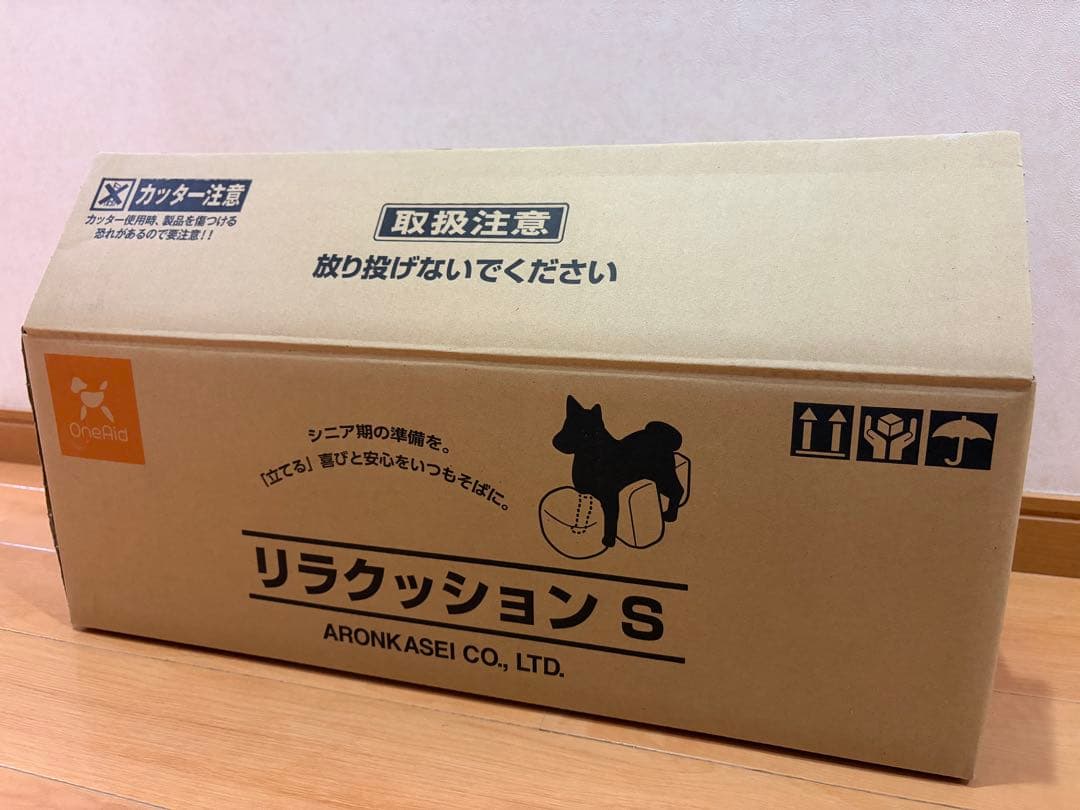 カッター注意
カッター使用時、製品を傷つける
恐れがあるので要注意!!
取扱注意
放り投げないでください
OneAid
シニア期の準備を。
「立てる」喜びと安心をいつもそばに。
リラクッション S
ARONKASEI CO., LTD.